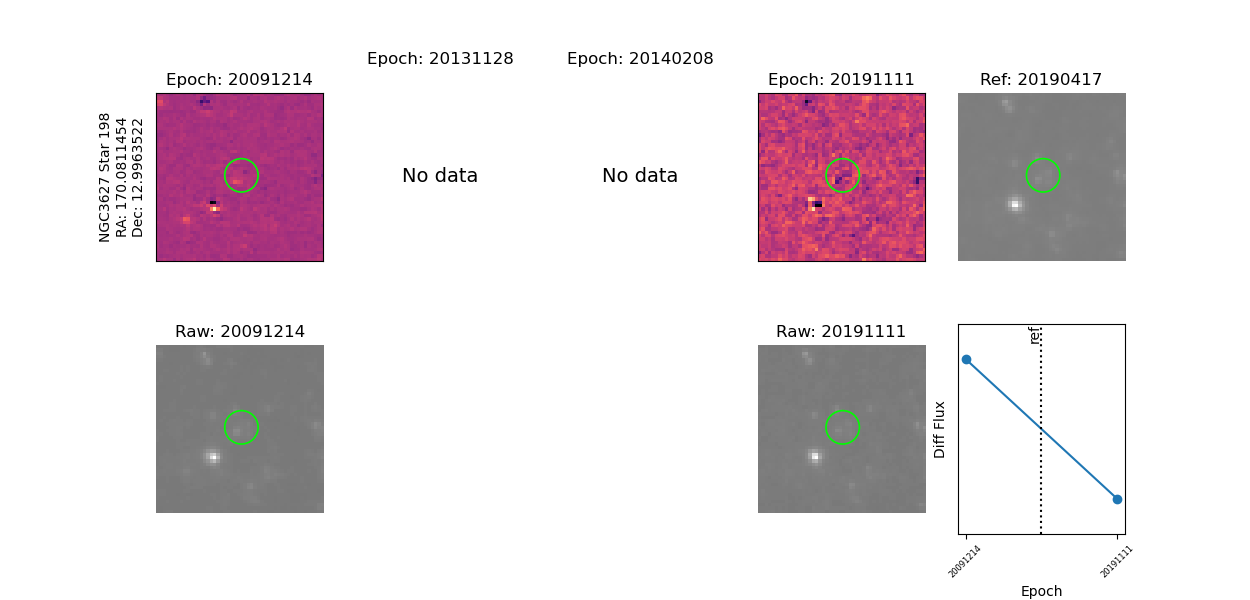 Epoch: 20091214
Epoch: 20131128
Epoch: 20140208
Epoch: 20191111
Ref: 20190417
NGC3627 Star 198
RA: 170.0811454
Dec: 12.9963522
No data
No data
Raw: 20091214
Raw: 20191111
ref
Diff Flux
20091214
20191111
Epoch